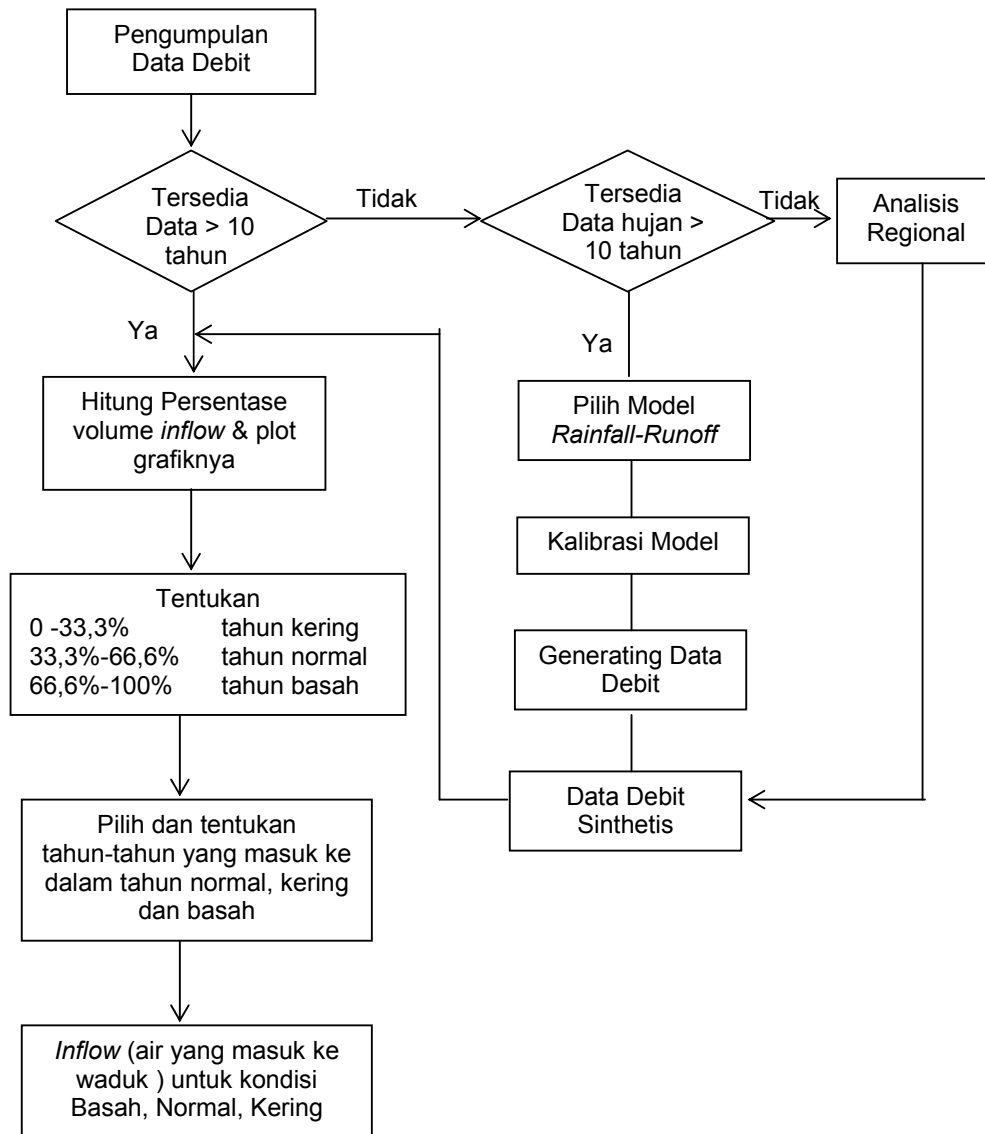 Pengumpulan
Data Debit
Tersedia
Data > 10
tahun
Tidak
Tersedia
Data hujan >
10 tahun
Tidak
Analisis
Regional
Ya
Ya
Hitung Persentase
volume inflow & plot
grafiknya
Pilih Model
Rainfall-Runoff
Kalibrasi Model
Tentukan
0 -33,3% tahun kering
33,3%-66,6% tahun normal
66,6%-100% tahun basah
Generating Data
Debit
Data Debit
Sinthetis
Pilih dan tentukan
tahun-tahun yang masuk ke
dalam tahun normal, kering
dan basah
Inflow (air yang masuk ke
waduk ) untuk kondisi
Basah, Normal, Kering